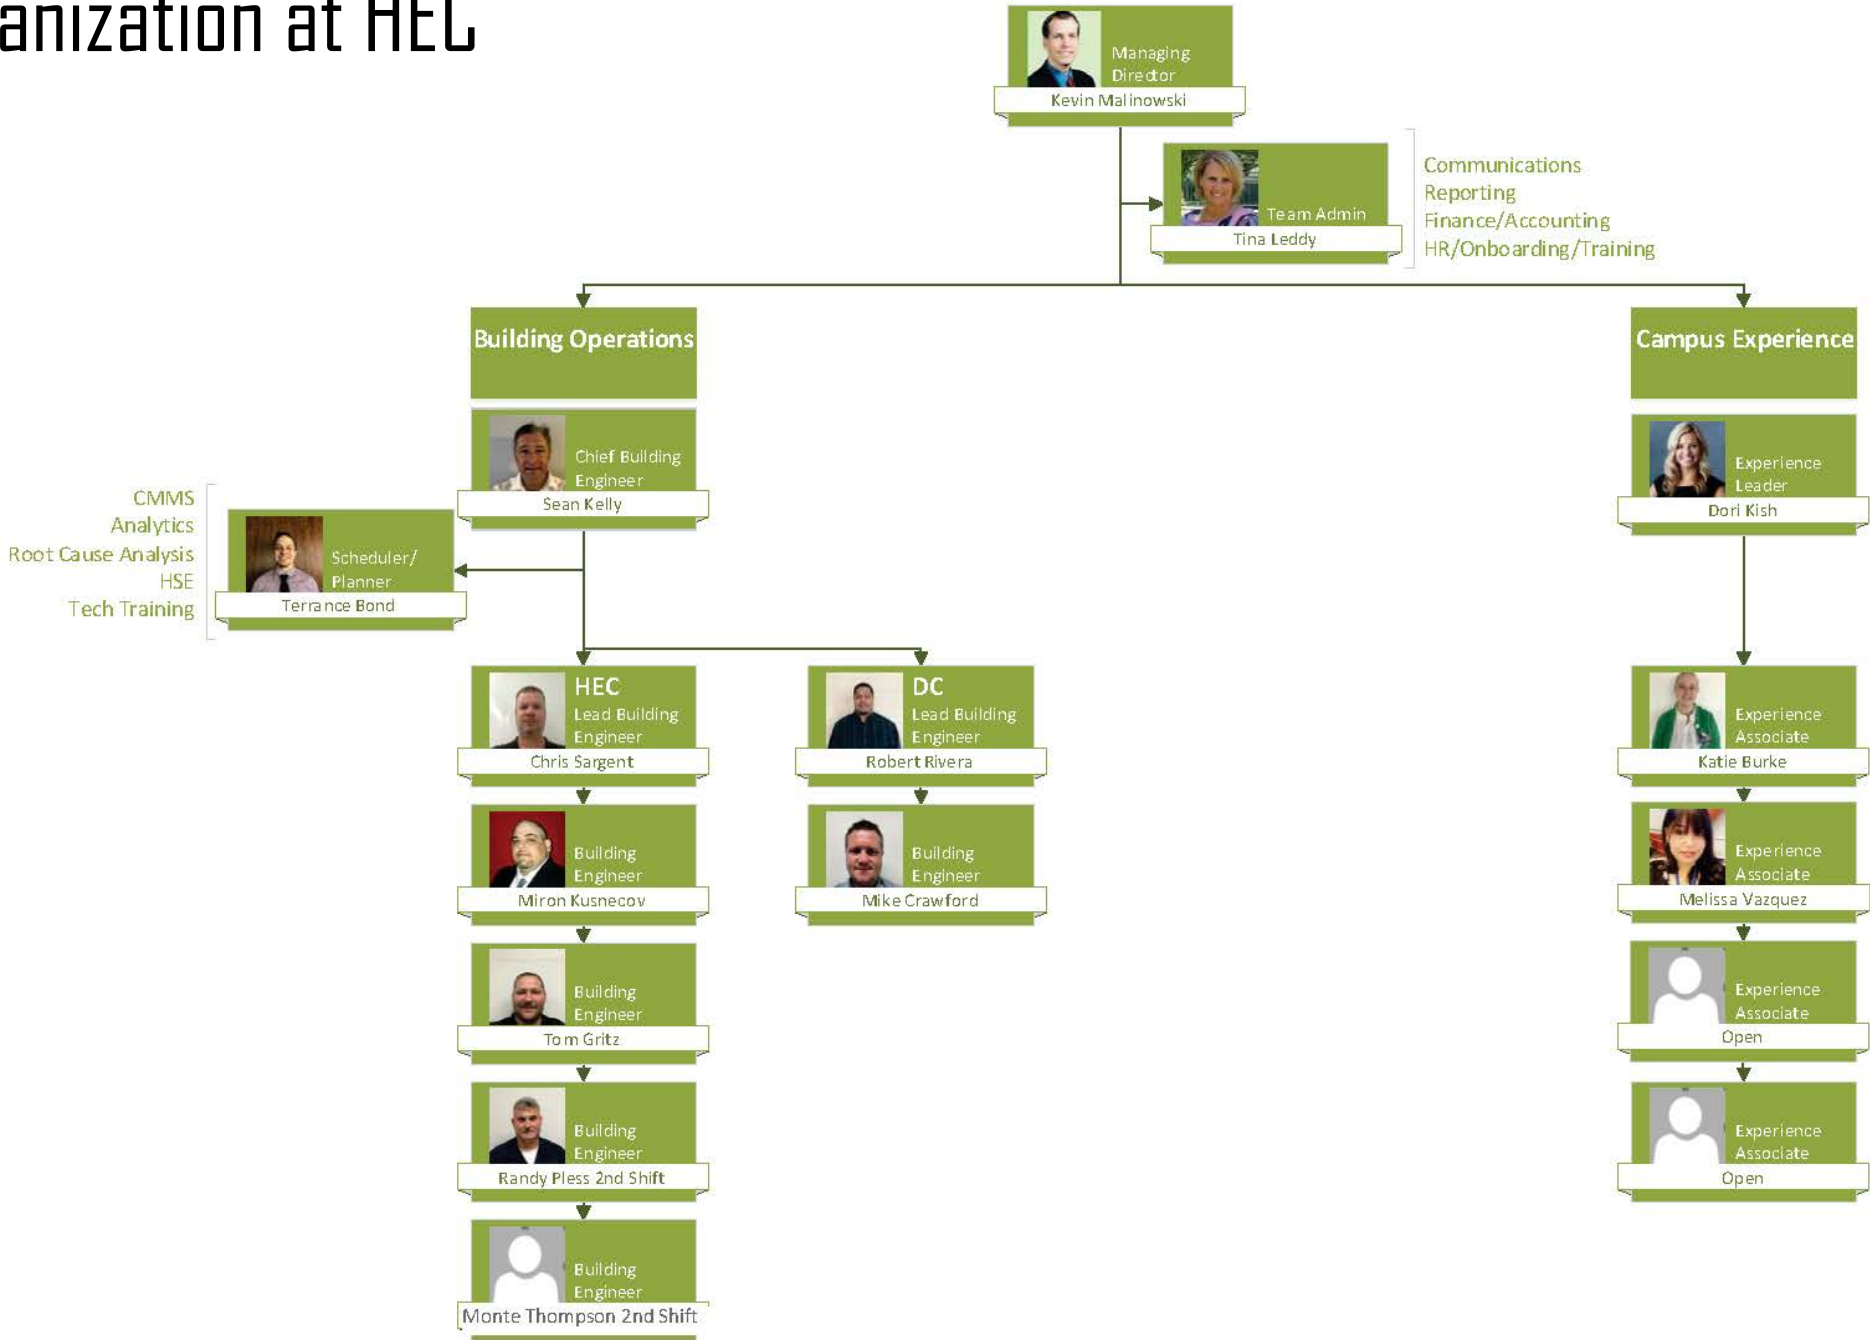 anization at HEC
Managing
Director
Kevin Malinowski
Team Admin
Tina Leddy
Communications
Reporting
Finance/Accounting
HR/Onboarding/Training
Building Operations
Campus Experience
Chief Building
Engineer
Sean Kelly
Experience
Leader
Dori Kish
CMMS
Analytics
Root Cause Analysis
HSE
Tech Training
Scheduler/
Planner
Terrance Bond
HEC
Lead Building
Engineer
Chris Sargent
DC
Lead Building
Engineer
Robert Rivera
Experience
Associate
Katie Burke
Building
Engineer
Miron Kusnecov
Building
Engineer
Mike Crawford
Experience
Associate
Melissa Vazquez
Building
Engineer
Tom Gritz
Experience
Associate
Open
Building
Engineer
Randy Pless 2nd Shift
Experience
Associate
Open
Building
Engineer
Monte Thompson 2nd Shift